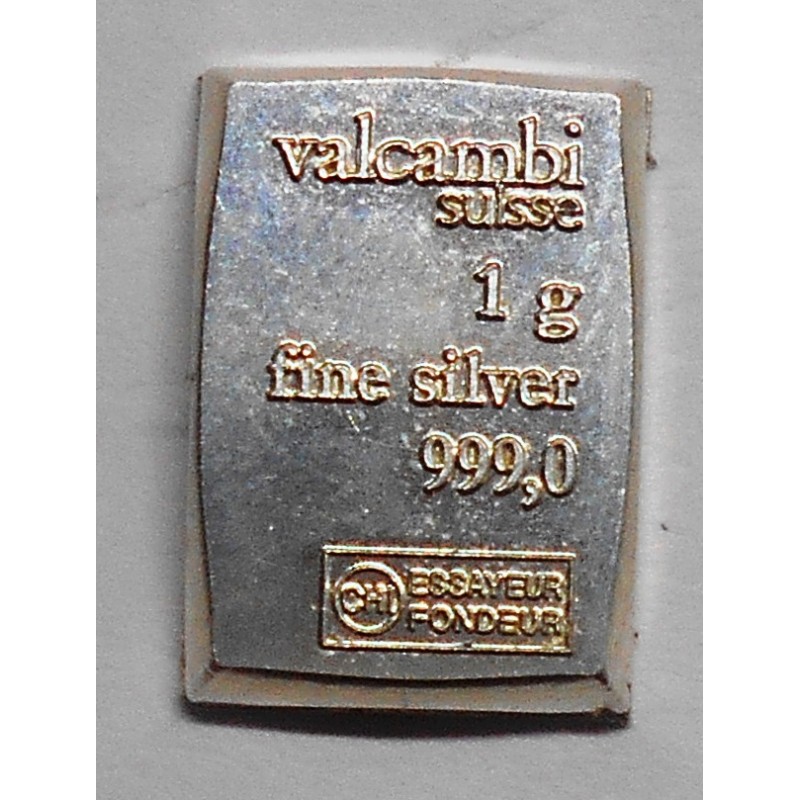 valcambi
suisse
1 g
fine silver
999,0
CHI
ESSAYEUR
FONDEUR